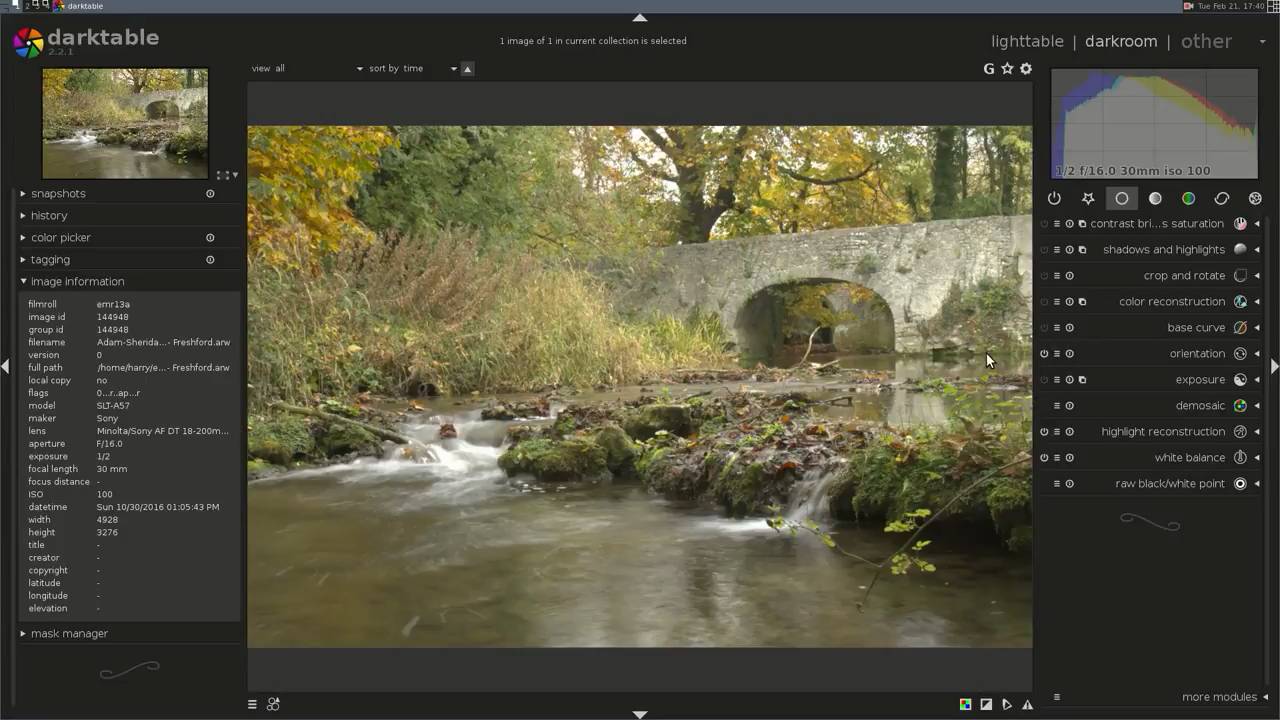 1 2 3 darktable
Tue Feb 21, 17:40
darktable
2.2.1
1 image of 1 in current collection is selected
lighttable | darkroom | other
view all
sort by time
G
1/2 f/16.0 30mm iso 100
snapshots
history
color picker
tagging
image information
filmroll emr13a
image id 144948
group id 144948
filename Adam-Sherida...- Freshford.arw
version 0
full path /home/harry/e...- Freshford.arw
local copy no
flags 0...r..ap...r
model SLT-A57
maker Sony
lens Minolta/Sony AF DT 18-200m...
aperture F/16.0
exposure 1/2
focal length 30 mm
focus distance -
ISO 100
datetime Sun 10/30/2016 01:05:43 PM
width 4928
height 3276
title -
creator -
copyright -
latitude -
longitude -
elevation -
mask manager
contrast bri...s saturation
shadows and highlights
crop and rotate
color reconstruction
base curve
orientation
exposure
demosaic
highlight reconstruction
white balance
raw black/white point
more modules